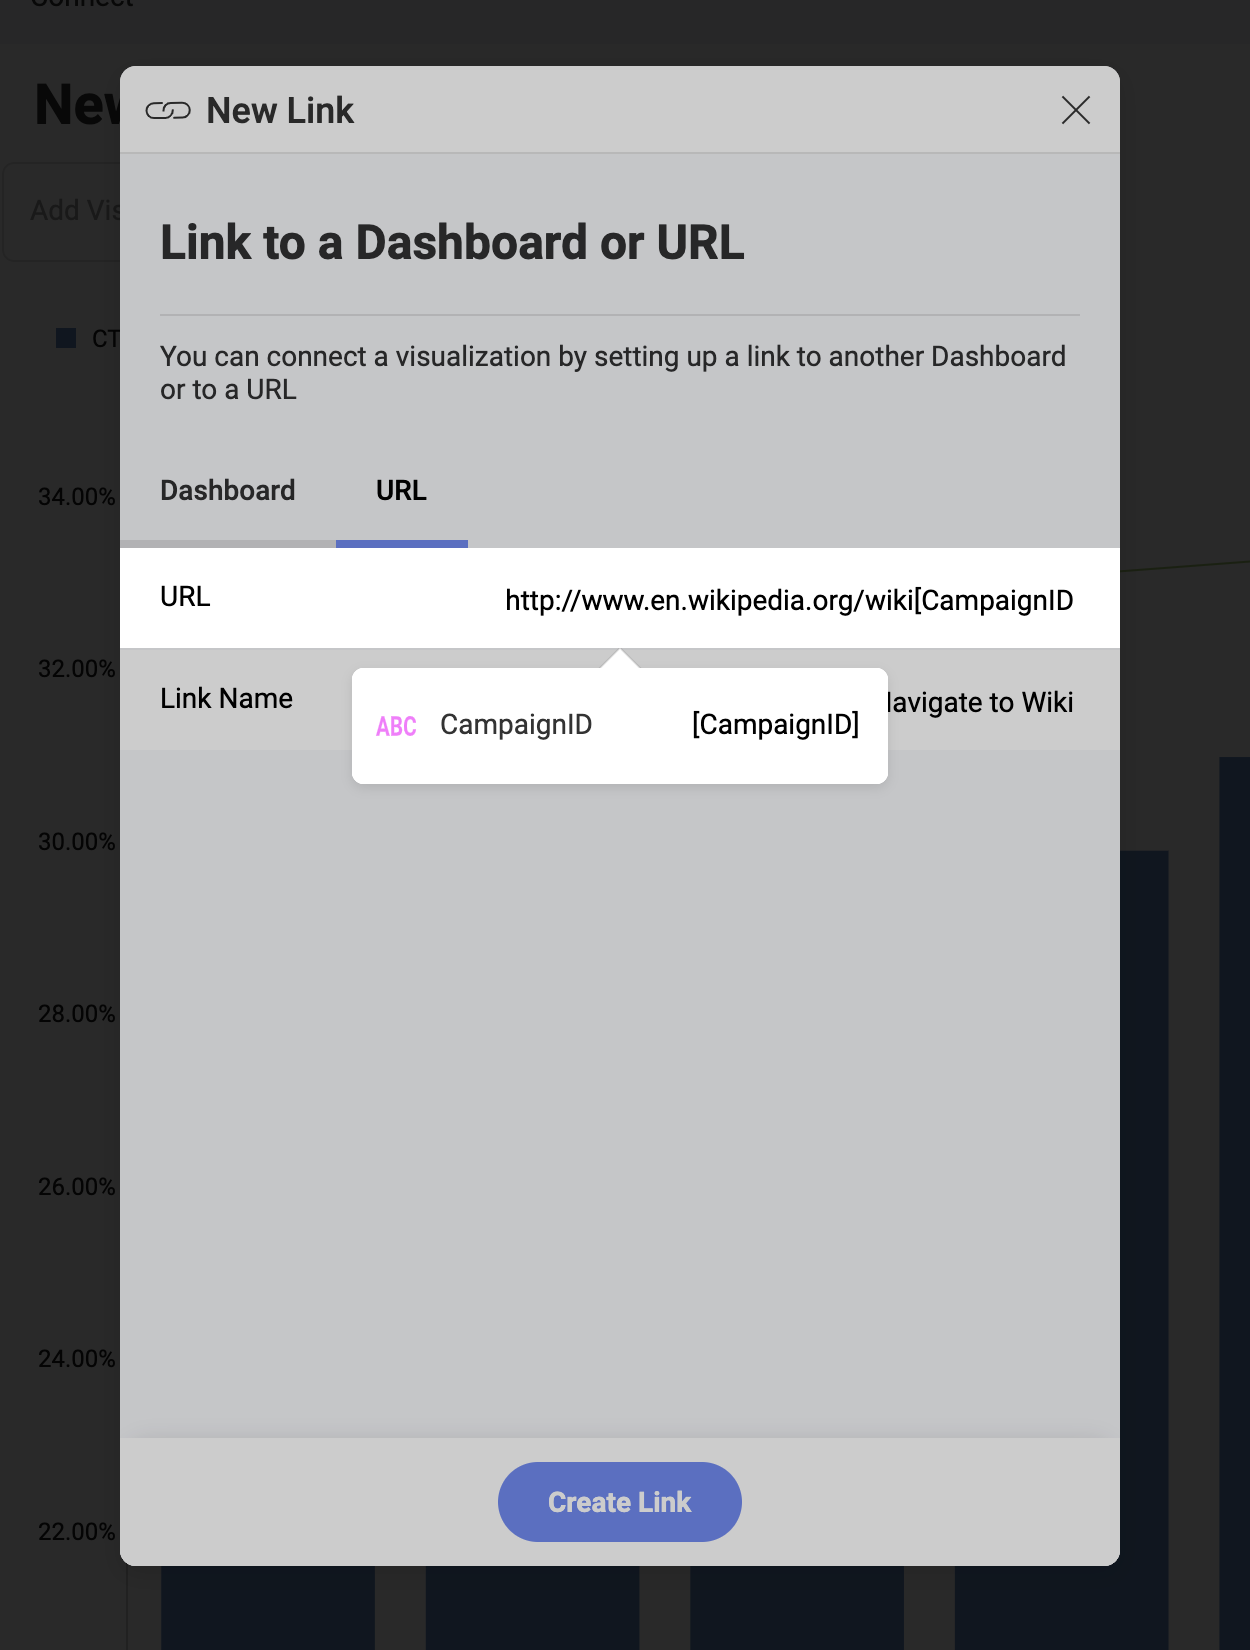 New Link
Link to a Dashboard or URL
You can connect a visualization by setting up a link to another Dashboard
or to a URL
Dashboard URL
URL http://www.en.wikipedia.org/wiki[CampaignID
Link Name Navigate to Wiki
ABC CampaignID [CampaignID]
Create Link
Connect
New
Add Vis
CT
34.00%
32.00%
30.00%
28.00%
26.00%
24.00%
22.00%